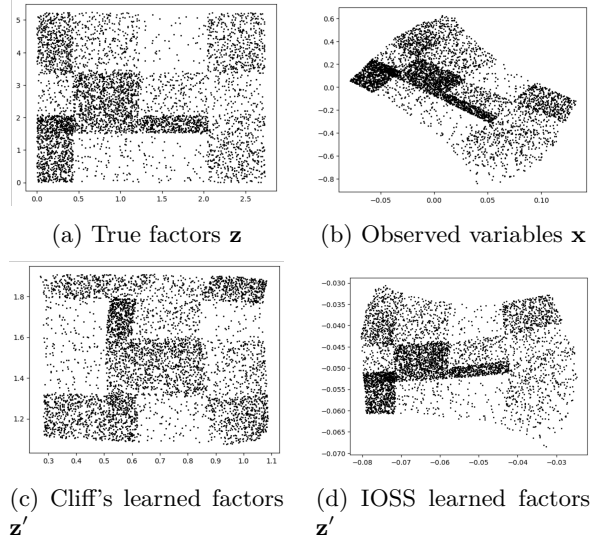 5
4
3
2
1
0
0.0 0.5 1.0 1.5 2.0 2.5
(a) True factors z
0.6
0.4
0.2
0.0
−0.2
−0.4
−0.6
−0.8
−0.05 0.00 0.05 0.10
(b) Observed variables x
1.8
1.6
1.4
1.2
0.3 0.4 0.5 0.6 0.7 0.8 0.9 1.0 1.1
(c) Cliff's learned factors
z′
−0.030
−0.035
−0.040
−0.045
−0.050
−0.055
−0.060
−0.065
−0.070
−0.08 −0.07 −0.06 −0.05 −0.04 −0.03
(d) IOSS learned factors
z′